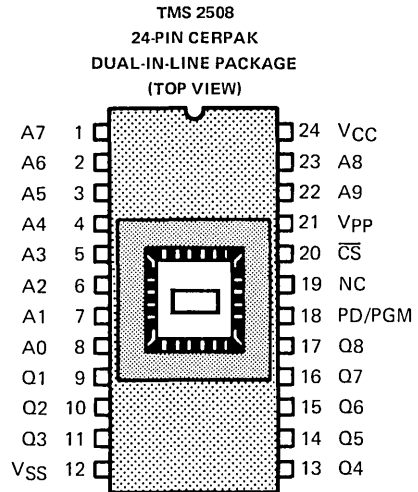 TMS 2508
24-PIN CERPAK
DUAL-IN-LINE PACKAGE
(TOP VIEW)
A7 1 24 VCC
A6 2 23 A8
A5 3 22 A9
A4 4 21 VPP
A3 5 20 C̅S̅
A2 6 19 NC
A1 7 18 PD/PGM
A0 8 17 Q8
Q1 9 16 Q7
Q2 10 15 Q6
Q3 11 14 Q5
VSS 12 13 Q4